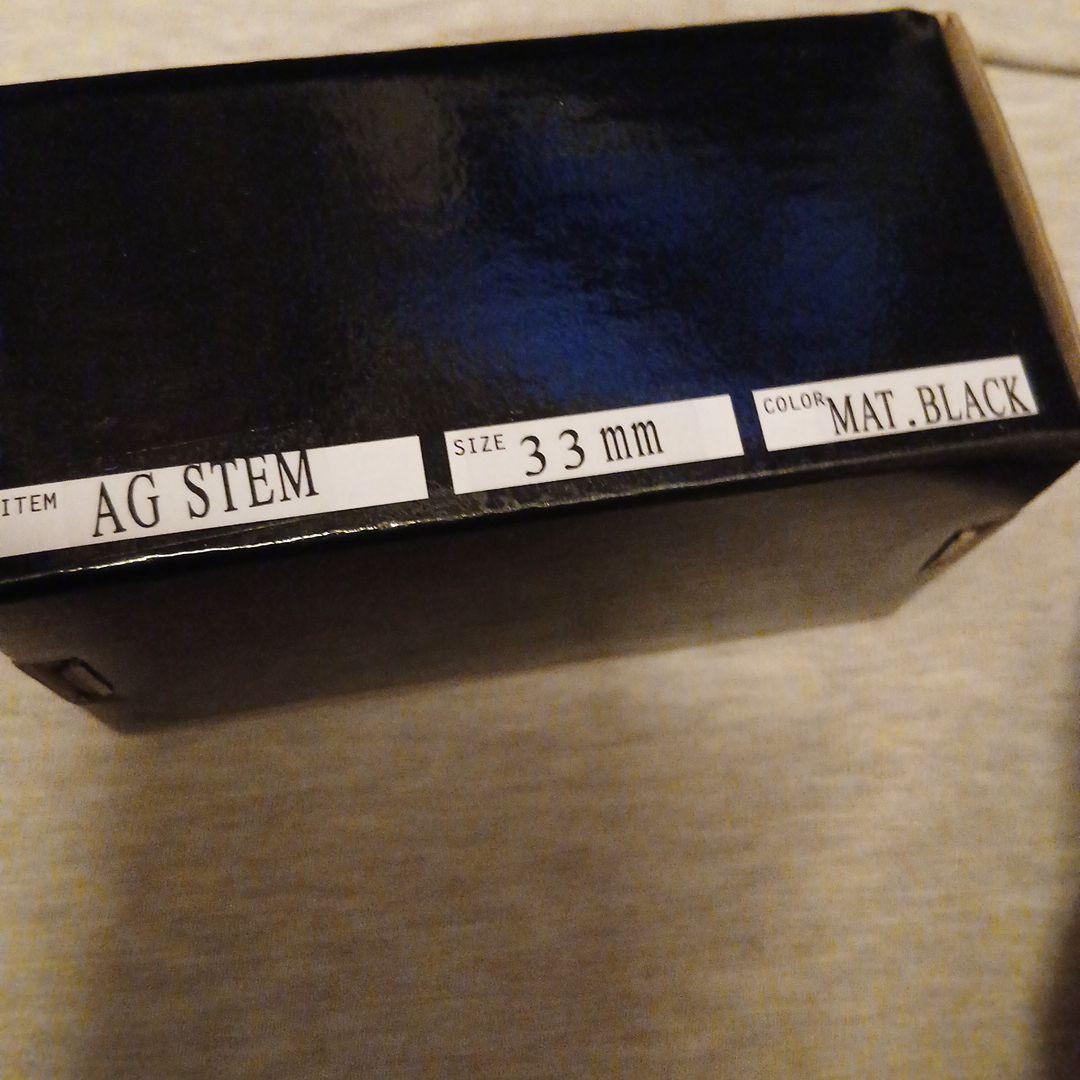 ITEM AG STEM
SIZE 33 mm
COLOR MAT.BLACK